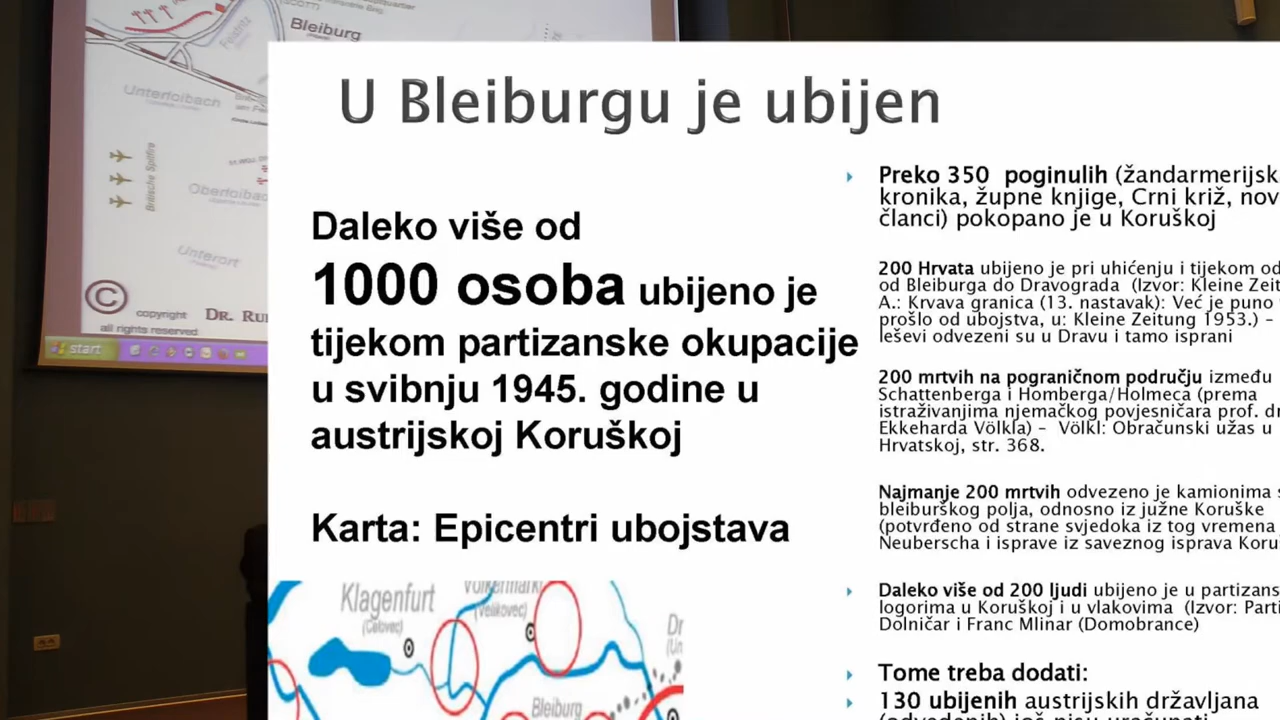 Bleiburg
Unterloibach
Britische Spitfire
Oberloibach
Unterort
©
copyright DR. RU
all rights reserved
start
U Bleiburgu je ubijen
Daleko više od
1000 osoba ubijeno je
tijekom partizanske okupacije
u svibnju 1945. godine u
austrijskoj Koruškoj
Karta: Epicentri ubojstava
Klagenfurt
(Celovec)
(Velikovec)
Bleiburg
Preko 350 poginulih (žandarmerijsk
kronika, župne knjige, Crni križ, nov
članci) pokopano je u Koruškoj
200 Hrvata ubijeno je pri uhićenju i tijekom od
od Bleiburga do Dravograda (Izvor: Kleine Zeit
A.: Krvava granica (13. nastavak): Već je puno
prošlo od ubojstva, u: Kleine Zeitung 1953.) –
leševi odvezeni su u Dravu i tamo isprani
200 mrtvih na pograničnom području između
Schattenberga i Homberga/Holmeca (prema
istraživanjima njemačkog povjesničara prof. d
Ekkeharda Völkla) – Völkl: Obračunski užas u
Hrvatskoj, str. 368.
Najmanje 200 mrtvih odvezeno je kamionima s
bleiburškog polja, odnosno iz južne Koruške
(potvrđeno od strane svjedoka iz tog vremena
Neuberscha i isprave iz saveznog isprava Koru
Daleko više od 200 ljudi ubijeno je u partizans
logorima u Koruškoj i u vlakovima (Izvor: Parti
Dolničar i Franc Mlinar (Domobrance)
Tome treba dodati:
130 ubijenih austrijskih državljana